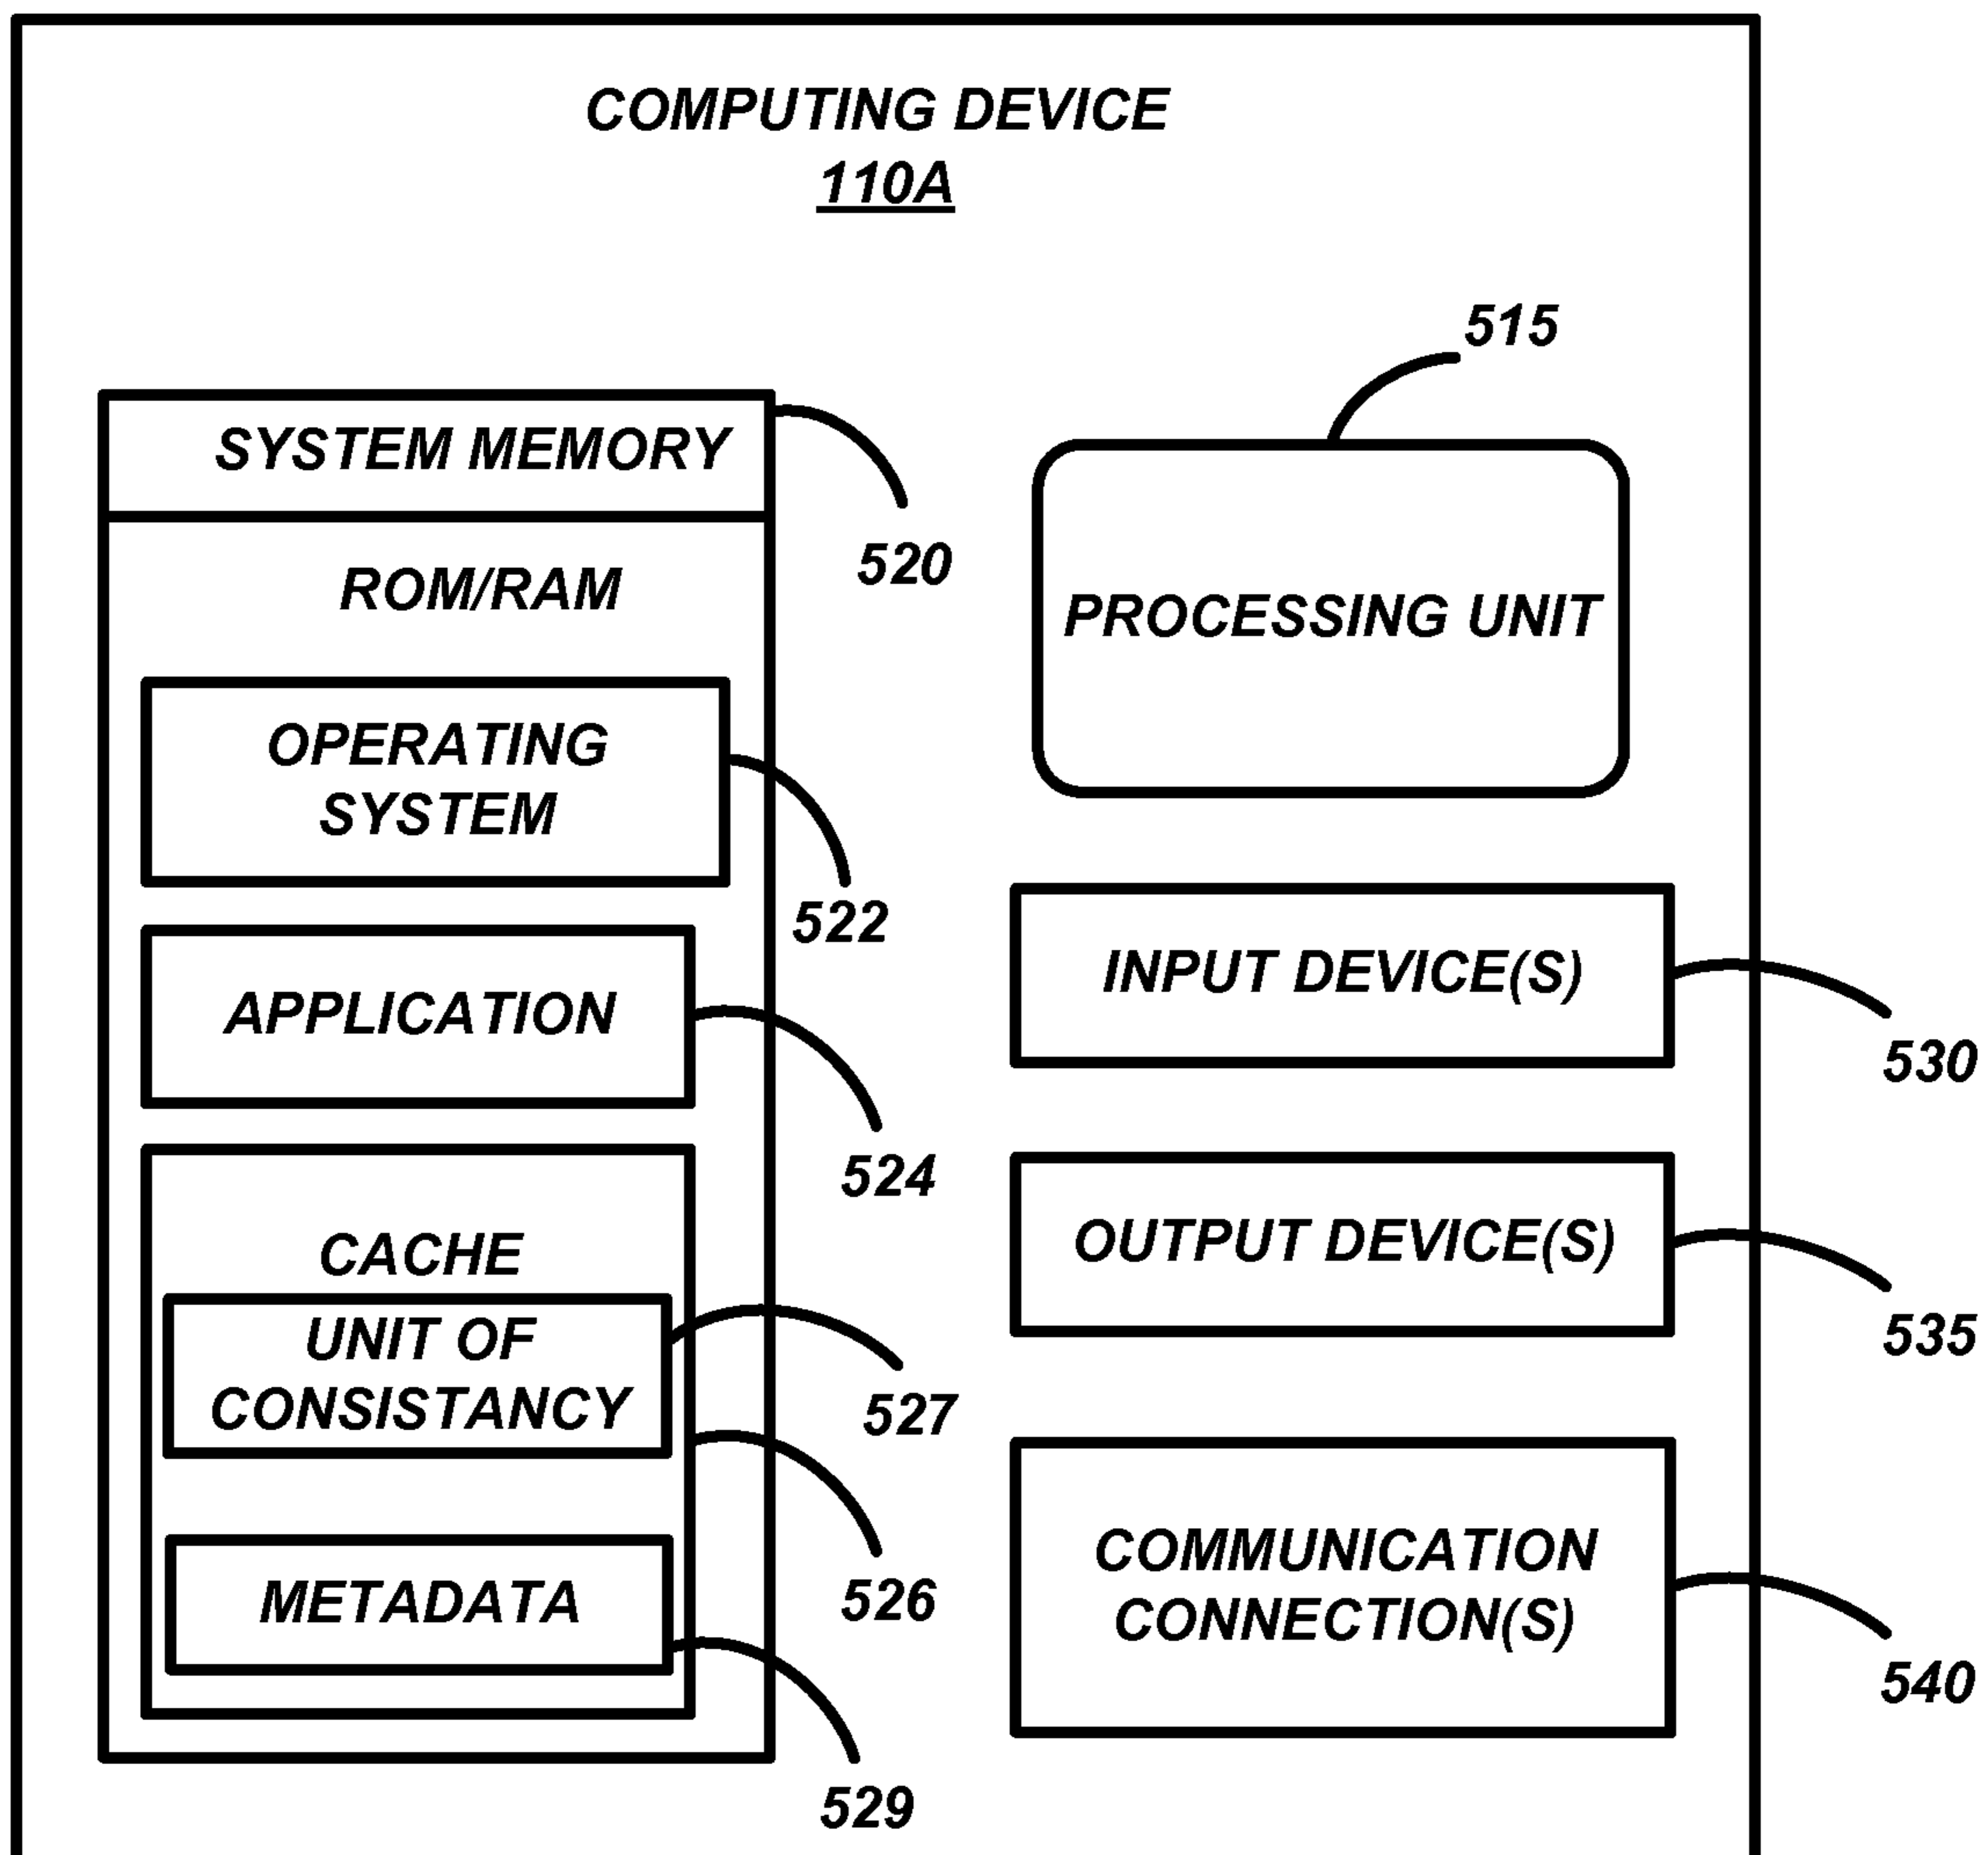 COMPUTING DEVICE
110A
515
SYSTEM MEMORY
520
ROM/RAM
PROCESSING UNIT
OPERATING
SYSTEM
522
APPLICATION
524
INPUT DEVICE(S)
530
CACHE
UNIT OF
CONSISTANCY
527
526
METADATA
529
OUTPUT DEVICE(S)
535
COMMUNICATION
CONNECTION(S)
540